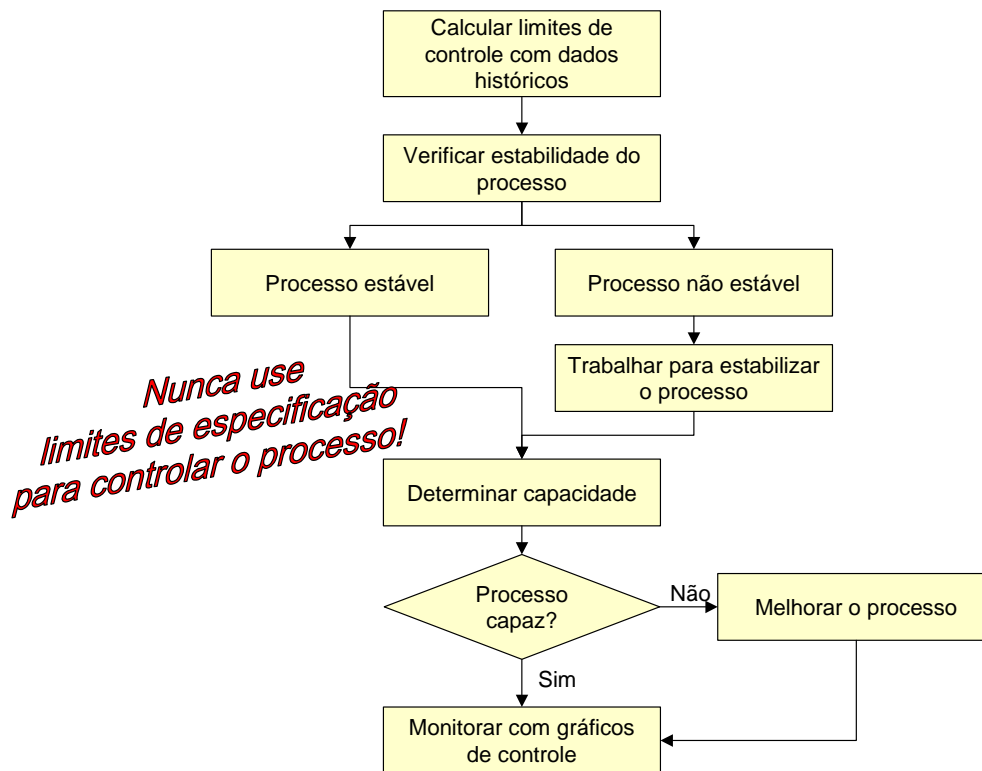 Calcular limites de
controle com dados
históricos
Verificar estabilidade do
processo
Processo estável
Processo não estável
Trabalhar para estabilizar
o processo
Nunca use
limites de especificação
para controlar o processo!
Determinar capacidade
Processo
capaz?
Não
Melhorar o processo
Sim
Monitorar com gráficos
de controle